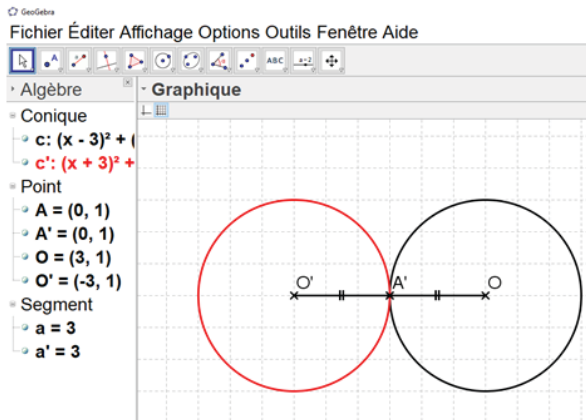 GeoGebra
Fichier Éditer Affichage Options Outils Fenêtre Aide
A
ABC
a=2
Algèbre
Graphique
Conique
c: (x - 3)² + (
c': (x + 3)² +
Point
A = (0, 1)
A' = (0, 1)
O = (3, 1)
O' = (-3, 1)
Segment
a = 3
a' = 3
O'
A'
O